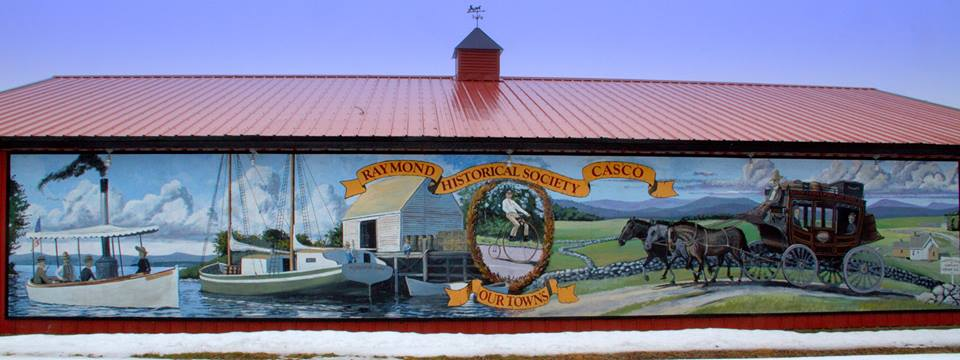 RAYMOND
HISTORICAL SOCIETY
CASCO
OUR TOWNS